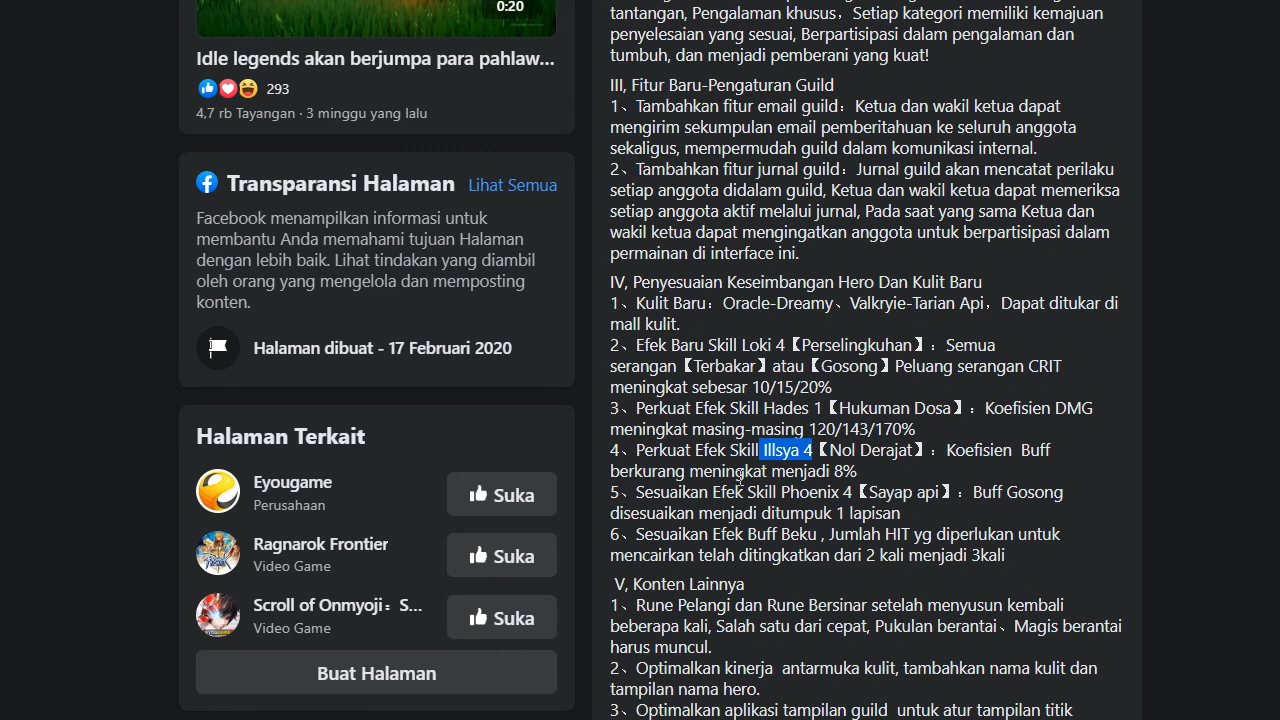 0:20
Idle legends akan berjumpa para pahlaw...
293
4,7 rb Tayangan · 3 minggu yang lalu
Transparansi Halaman
Lihat Semua
Facebook menampilkan informasi untuk
membantu Anda memahami tujuan Halaman
dengan lebih baik. Lihat tindakan yang diambil
oleh orang yang mengelola dan memposting
konten.
Halaman dibuat - 17 Februari 2020
Halaman Terkait
Eyougame
Perusahaan
Suka
Ragnarok Frontier
Video Game
Suka
Scroll of Onmyoji：S...
Video Game
Suka
Buat Halaman
tantangan, Pengalaman khusus，Setiap kategori memiliki kemajuan
penyelesaian yang sesuai, Berpartisipasi dalam pengalaman dan
tumbuh, dan menjadi pemberani yang kuat!
III, Fitur Baru-Pengaturan Guild
1、Tambahkan fitur email guild：Ketua dan wakil ketua dapat
mengirim sekumpulan email pemberitahuan ke seluruh anggota
sekaligus, mempermudah guild dalam komunikasi internal.
2、Tambahkan fitur jurnal guild：Jurnal guild akan mencatat perilaku
setiap anggota didalam guild, Ketua dan wakil ketua dapat memeriksa
setiap anggota aktif melalui jurnal, Pada saat yang sama Ketua dan
wakil ketua dapat mengingatkan anggota untuk berpartisipasi dalam
permainan di interface ini.
IV, Penyesuaian Keseimbangan Hero Dan Kulit Baru
1、Kulit Baru：Oracle-Dreamy、Valkryie-Tarian Api，Dapat ditukar di
mall kulit.
2、Efek Baru Skill Loki 4【Perselingkuhan】：Semua
serangan【Terbakar】atau【Gosong】Peluang serangan CRIT
meningkat sebesar 10/15/20%
3、Perkuat Efek Skill Hades 1【Hukuman Dosa】：Koefisien DMG
meningkat masing-masing 120/143/170%
4、Perkuat Efek Skill Illsya 4【Nol Derajat】：Koefisien  Buff
berkurang meningkat menjadi 8%
5、Sesuaikan Efek Skill Phoenix 4【Sayap api】：Buff Gosong
disesuaikan menjadi ditumpuk 1 lapisan
6、Sesuaikan Efek Buff Beku , Jumlah HIT yg diperlukan untuk
mencairkan telah ditingkatkan dari 2 kali menjadi 3kali
V, Konten Lainnya
1、Rune Pelangi dan Rune Bersinar setelah menyusun kembali
beberapa kali, Salah satu dari cepat, Pukulan berantai、Magis berantai
harus muncul.
2、Optimalkan kinerja  antarmuka kulit, tambahkan nama kulit dan
tampilan nama hero.
3、Optimalkan aplikasi tampilan guild  untuk atur tampilan titik